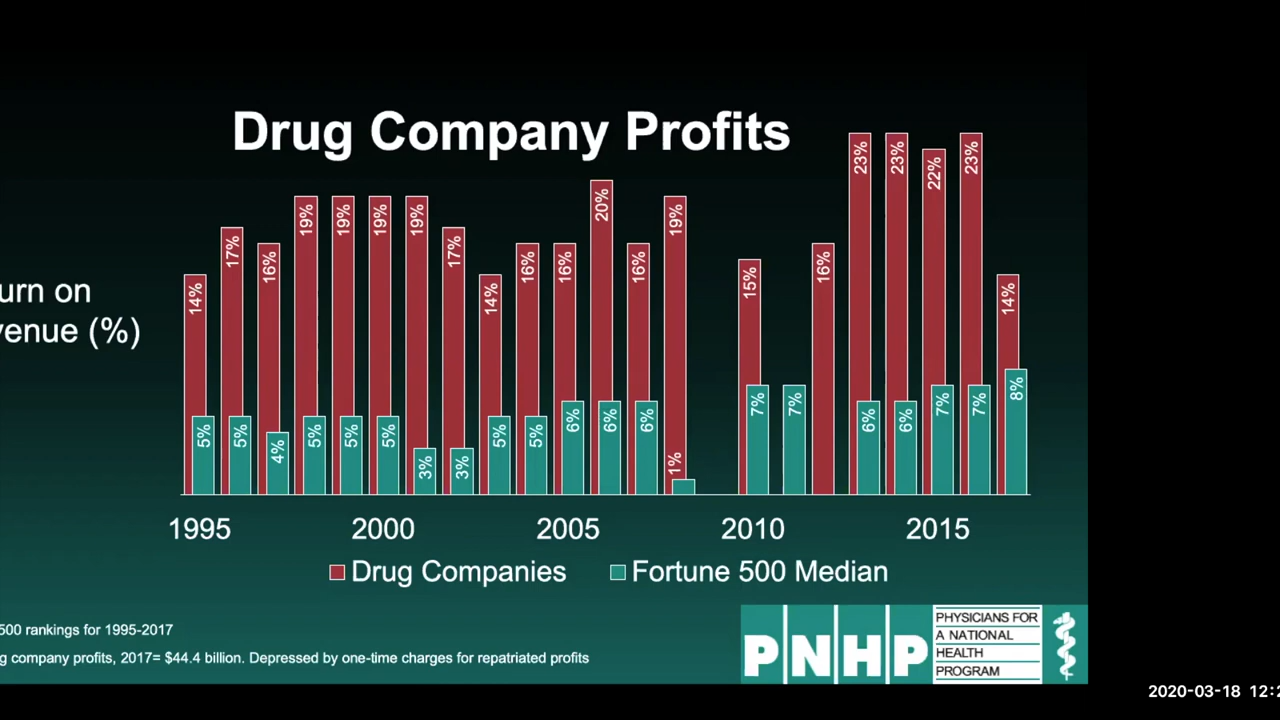 Drug Company Profits
urn on
venue (%)
14% 17% 16% 19% 19% 19% 19% 17% 14% 16% 16% 20% 16% 19% 15% 16% 23% 23% 22% 23% 14%
5% 5% 4% 5% 5% 5% 3% 3% 5% 5% 6% 6% 6% 1% 7% 7% 6% 6% 7% 7% 8%
1995 2000 2005 2010 2015
Drug Companies Fortune 500 Median
500 rankings for 1995-2017
g company profits, 2017= $44.4 billion. Depressed by one-time charges for repatriated profits
PNHP
PHYSICIANS FOR
A NATIONAL
HEALTH
PROGRAM
2020-03-18 12:2